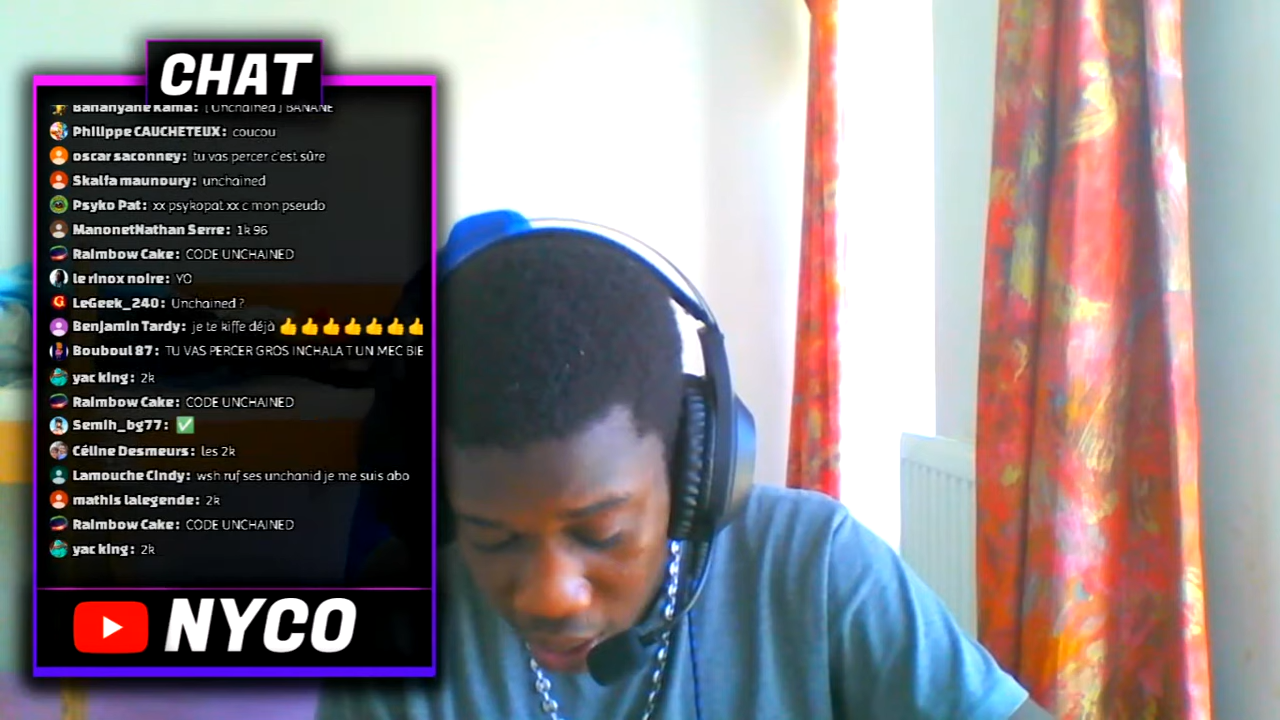 CHAT
Bananyane Kama: [ Unchained ] BANANE
Philippe CAUCHETEUX: coucou
oscar saconney: tu vas percer c'est sûre
Skalfa maunoury: unchained
Psyko Pat: xx psykopat xx c mon pseudo
ManonetNathan Serre: 1k 96
Raimbow Cake: CODE UNCHAINED
le rinox noire: YO
LeGeek_240: Unchained ?
Benjamin Tardy: je te kiffe déjà 👍👍👍👍👍👍👍
Bouboul 87: TU VAS PERCER GROS INCHALA T UN MEC BIE
yac king: 2k
Raimbow Cake: CODE UNCHAINED
Semih_bg77: ✅
Céline Desmeurs: les 2k
Lamouche Cindy: wsh ruf ses unchanid je me suis abo
mathis lalegende: 2k
Raimbow Cake: CODE UNCHAINED
yac king: 2k
NYCO